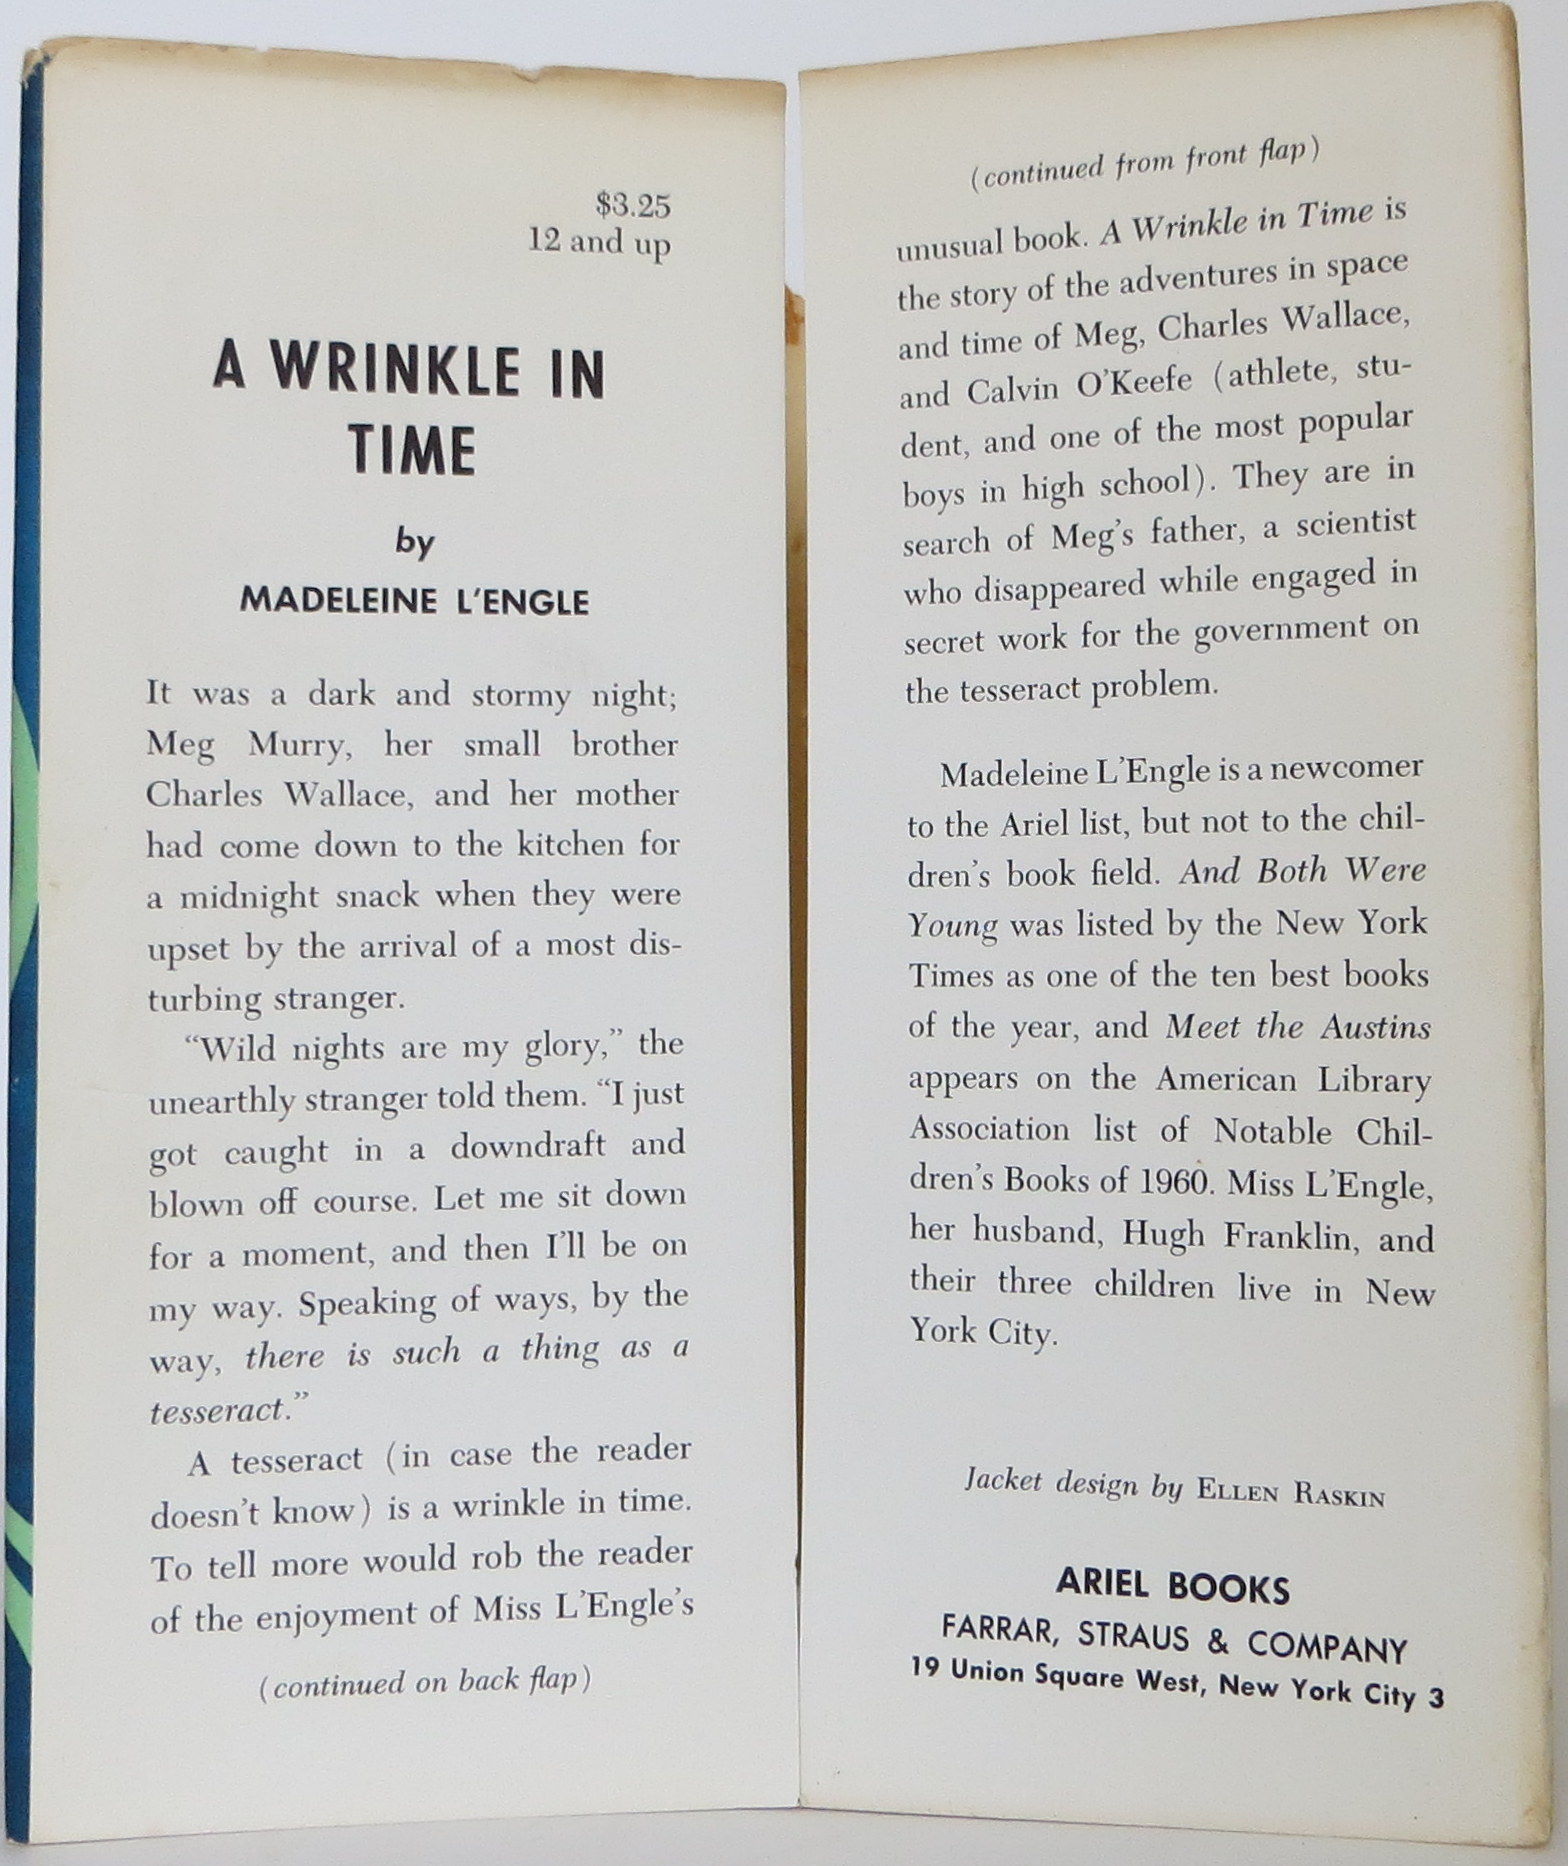 $3.25
12 and up
A WRINKLE IN
TIME
by
MADELEINE L'ENGLE
It was a dark and stormy night;
Meg Murry, her small brother
Charles Wallace, and her mother
had come down to the kitchen for
a midnight snack when they were
upset by the arrival of a most dis-
turbing stranger.
“Wild nights are my glory,” the
unearthly stranger told them. “I just
got caught in a downdraft and
blown off course. Let me sit down
for a moment, and then I’ll be on
my way. Speaking of ways, by the
way, there is such a thing as a
tesseract.”
A tesseract (in case the reader
doesn’t know) is a wrinkle in time.
To tell more would rob the reader
of the enjoyment of Miss L’Engle’s
(continued on back flap)
(continued from front flap)
unusual book. A Wrinkle in Time is
the story of the adventures in space
and time of Meg, Charles Wallace,
and Calvin O’Keefe (athlete, stu-
dent, and one of the most popular
boys in high school). They are in
search of Meg’s father, a scientist
who disappeared while engaged in
secret work for the government on
the tesseract problem.
Madeleine L’Engle is a newcomer
to the Ariel list, but not to the chil-
dren’s book field. And Both Were
Young was listed by the New York
Times as one of the ten best books
of the year, and Meet the Austins
appears on the American Library
Association list of Notable Chil-
dren’s Books of 1960. Miss L’Engle,
her husband, Hugh Franklin, and
their three children live in New
York City.
Jacket design by ELLEN RASKIN
ARIEL BOOKS
FARRAR, STRAUS & COMPANY
19 Union Square West, New York City 3